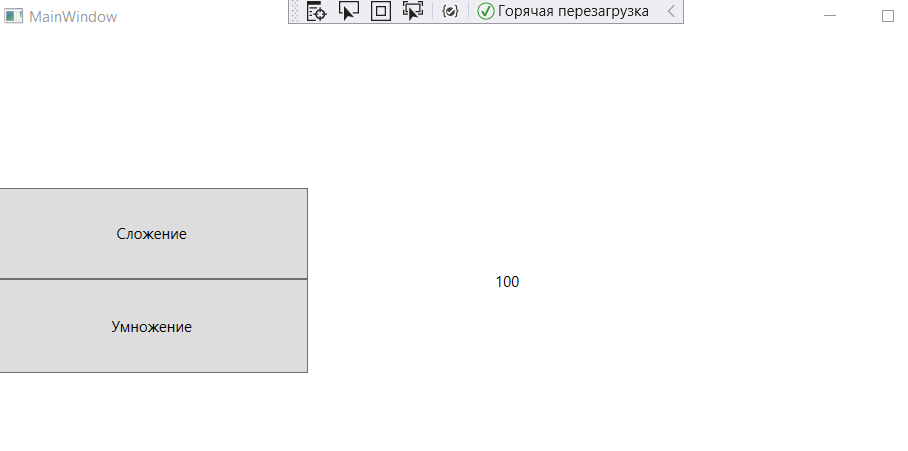 MainWindow
Горячая перезагрузка
Сложение
100
Умножение